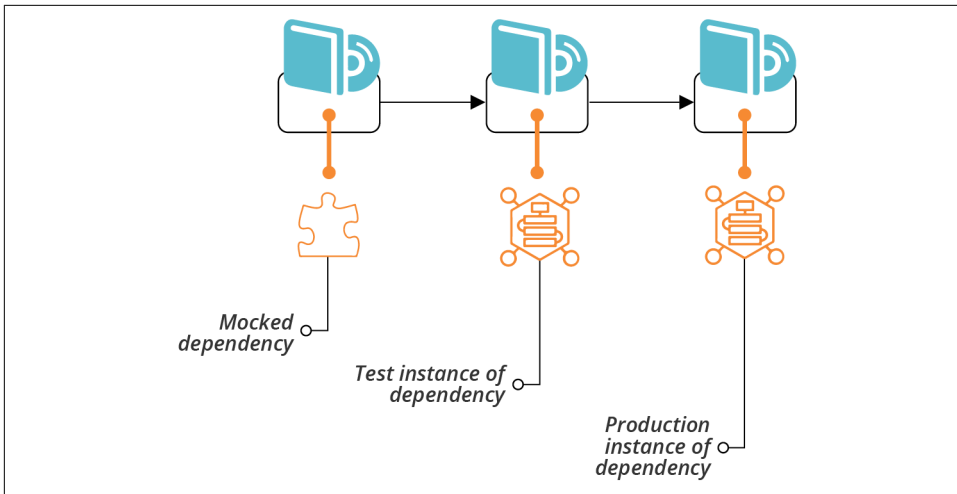 Mocked
dependency
Test instance of
dependency
Production
instance of
dependency